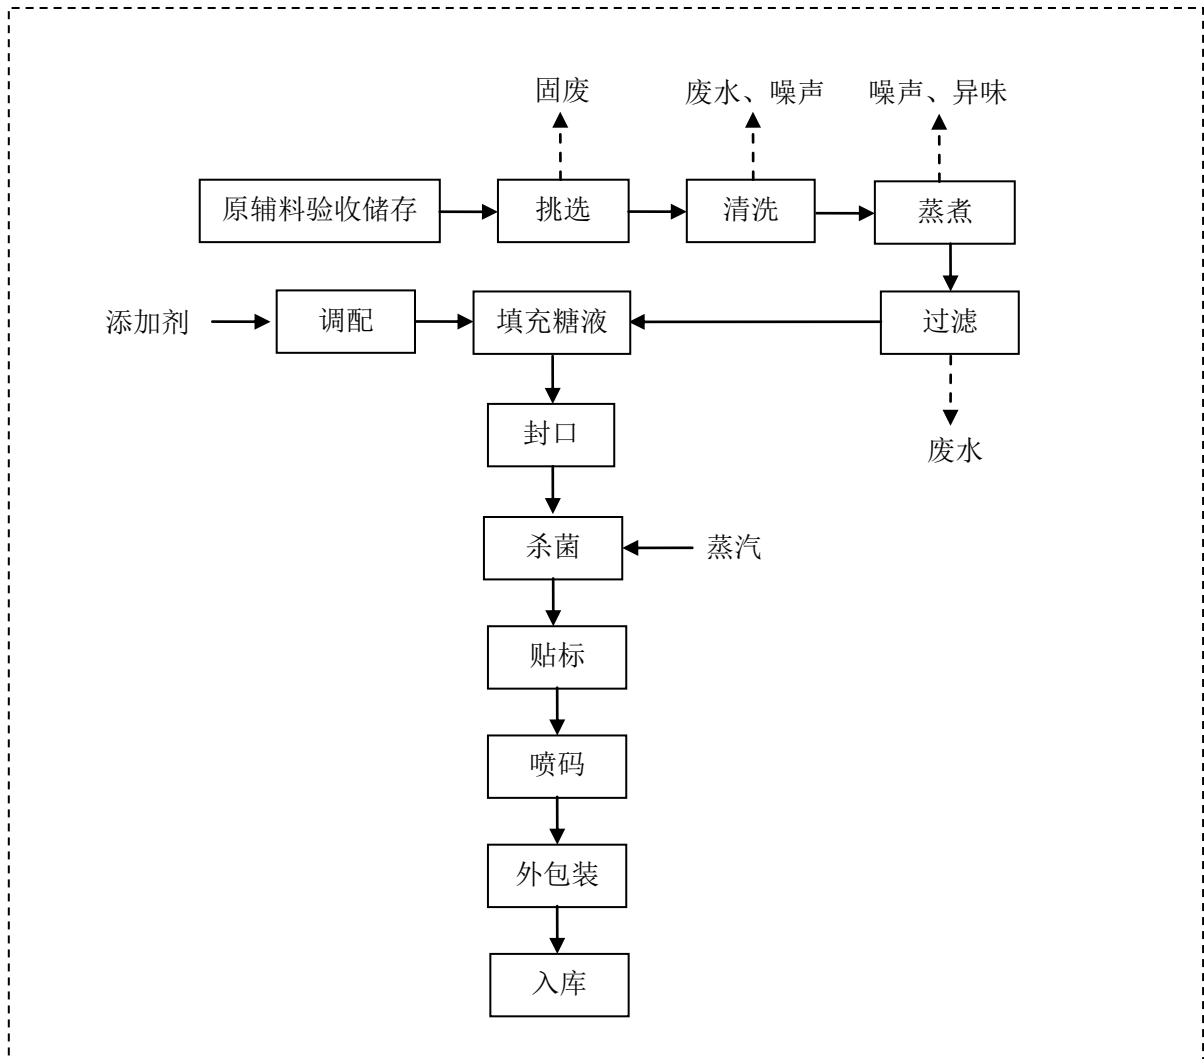 固废
废水、噪声
噪声、异味
原辅料验收储存
挑选
清洗
蒸煮
添加剂
调配
填充糖液
过滤
封口
废水
杀菌
蒸汽
贴标
喷码
外包装
入库